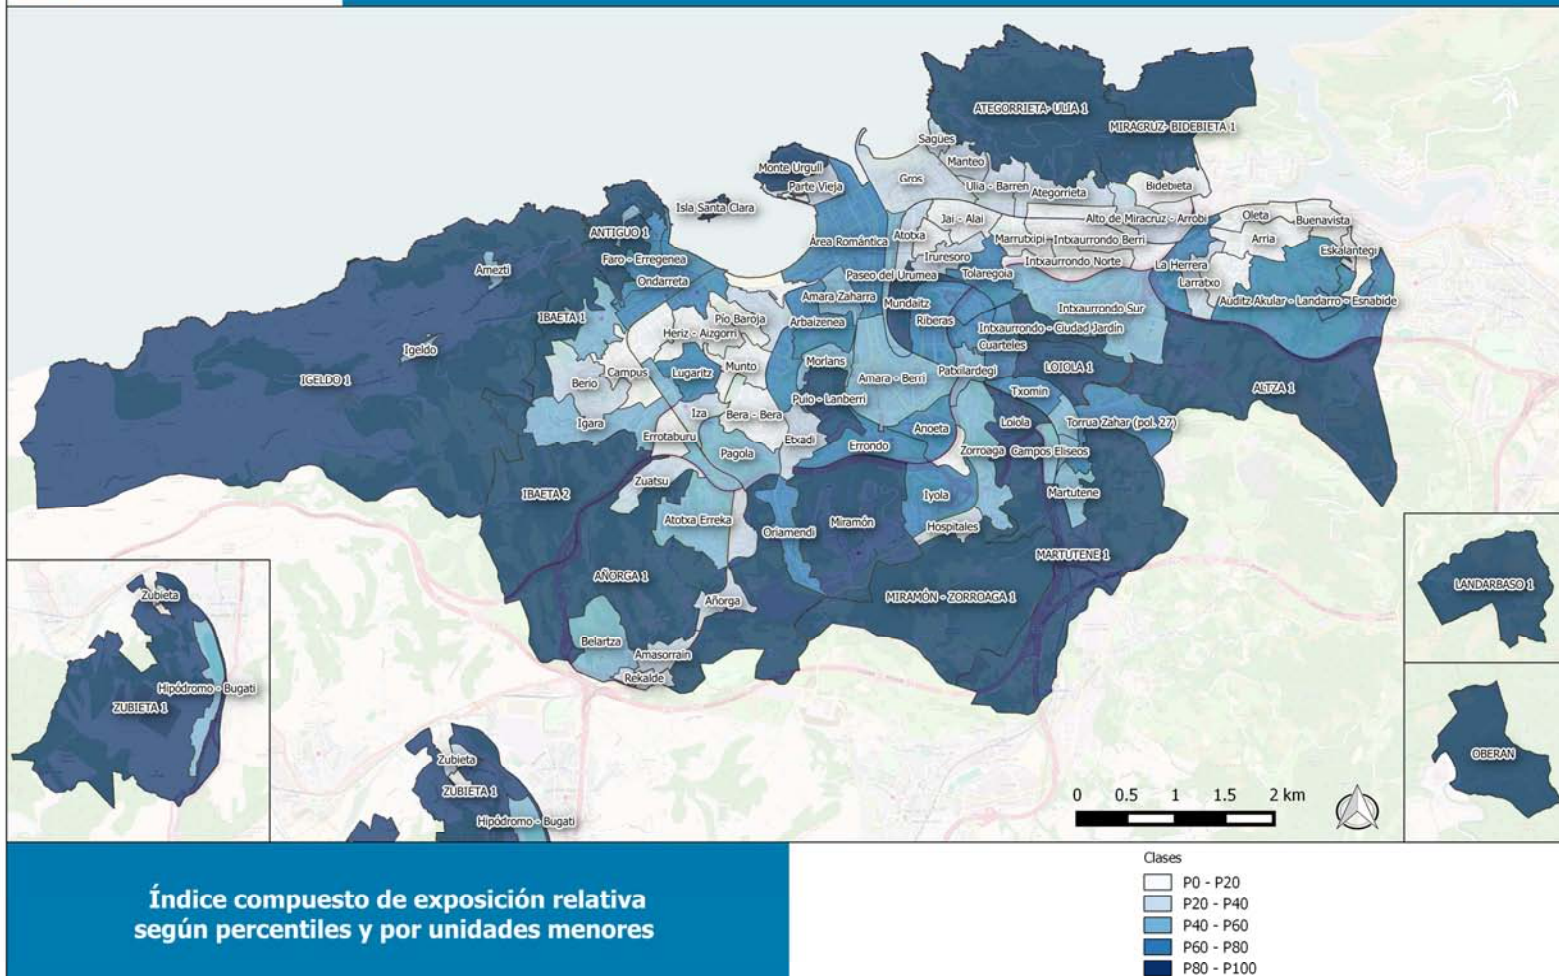 ATEGORRIETA- ULIA 1
MIRACRUZ- BIDEBIETA 1
Sagües
Manteo
Monte Urgull
Parte Vieja
Gros
Ulia - Barren
Ategorrieta
Bidebieta
Isla Santa Clara
Jai - Alai
Alto de Miracruz - Arrobi
Oleta
Buenavista
ANTIGUO 1
Área Romántica
Atotxa
Marrutxipi
Intxaurrondo Berri
Arria
Eskalantegi
Faro - Erregenea
Iruresoro
Intxaurrondo Norte
La Herrera
Amezti
Ondarreta
Paseo del Urumea
Tolaregoia
Larratxo
Amara Zaharra
Mundaitz
Auditz Akular - Landarro - Esnabide
IBAETA 1
Pío Baroja
Arbaizenea
Riberas
Intxaurrondo Sur
Heriz - Aizgorri
Intxaurrondo - Ciudad Jardín
Igeldo
Cuarteles
IGELDO 1
Berio
Campus
Lugaritz
Munto
Morlans
Amara - Berri
Patxilardegi
LOIOLA 1
ALTZA 1
Puio - Lanberri
Txomin
Igara
Iza
Bera - Bera
Anoeta
Loiola
Torrua Zahar (pol. 27)
Errotaburu
Etxadi
Errondo
Pagola
Zorroaga
Campos Elíseos
Zuatsu
IBAETA 2
Iyola
Martutene
Atotxa Erreka
Oriamendi
Miramón
Hospitales
MARTUTENE 1
AÑORGA 1
Añorga
MIRAMÓN - ZORROAGA 1
LANDARBASO 1
Zubieta
Belartza
Amasorrain
Rekalde
Hipódromo - Bugati
ZUBIETA 1
Zubieta
ZUBIETA 1
Hipódromo - Bugati
OBERAN
0 0.5 1 1.5 2 km
Índice compuesto de exposición relativa
según percentiles y por unidades menores
Clases
P0 - P20
P20 - P40
P40 - P60
P60 - P80
P80 - P100